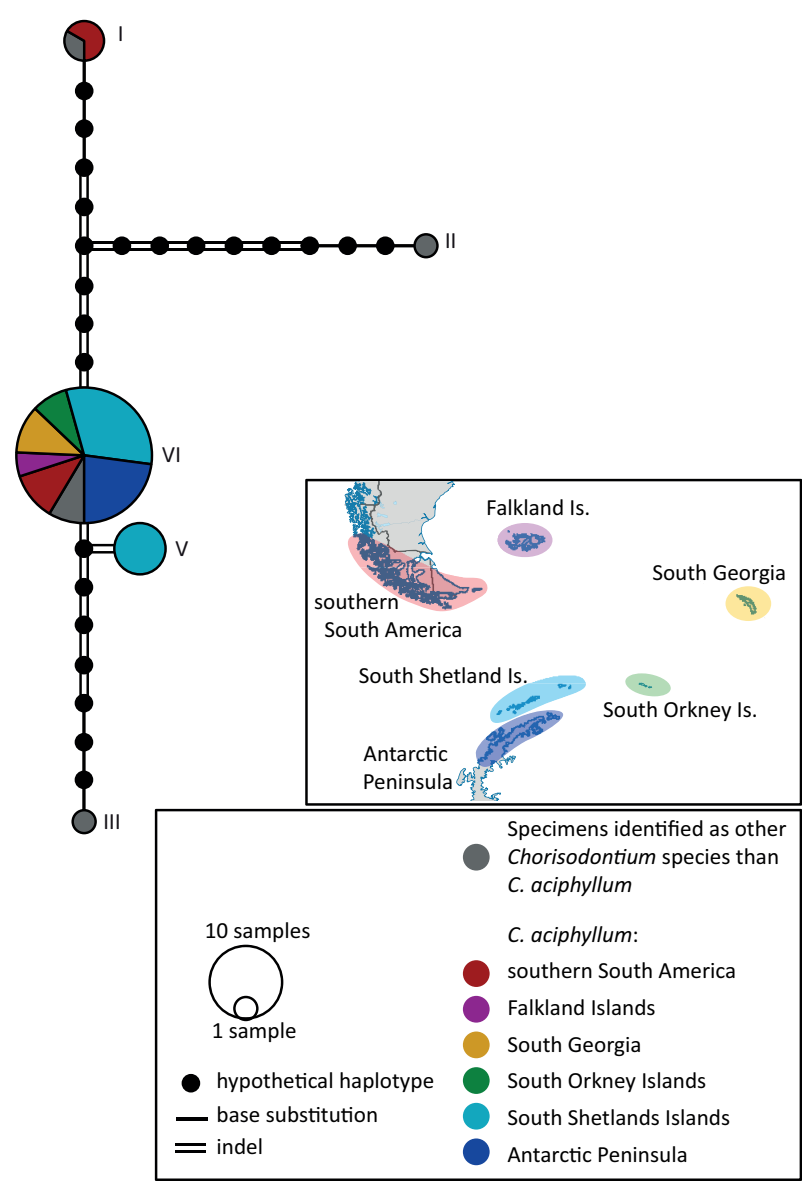 I
II
VI
V
III
Falkland Is.
South Georgia
southern
South America
South Shetland Is.
South Orkney Is.
Antarctic
Peninsula
Specimens identified as other
Chorisodontium species than
C. aciphyllum
10 samples
1 sample
C. aciphyllum:
southern South America
Falkland Islands
South Georgia
South Orkney Islands
South Shetlands Islands
Antarctic Peninsula
hypothetical haplotype
base substitution
indel